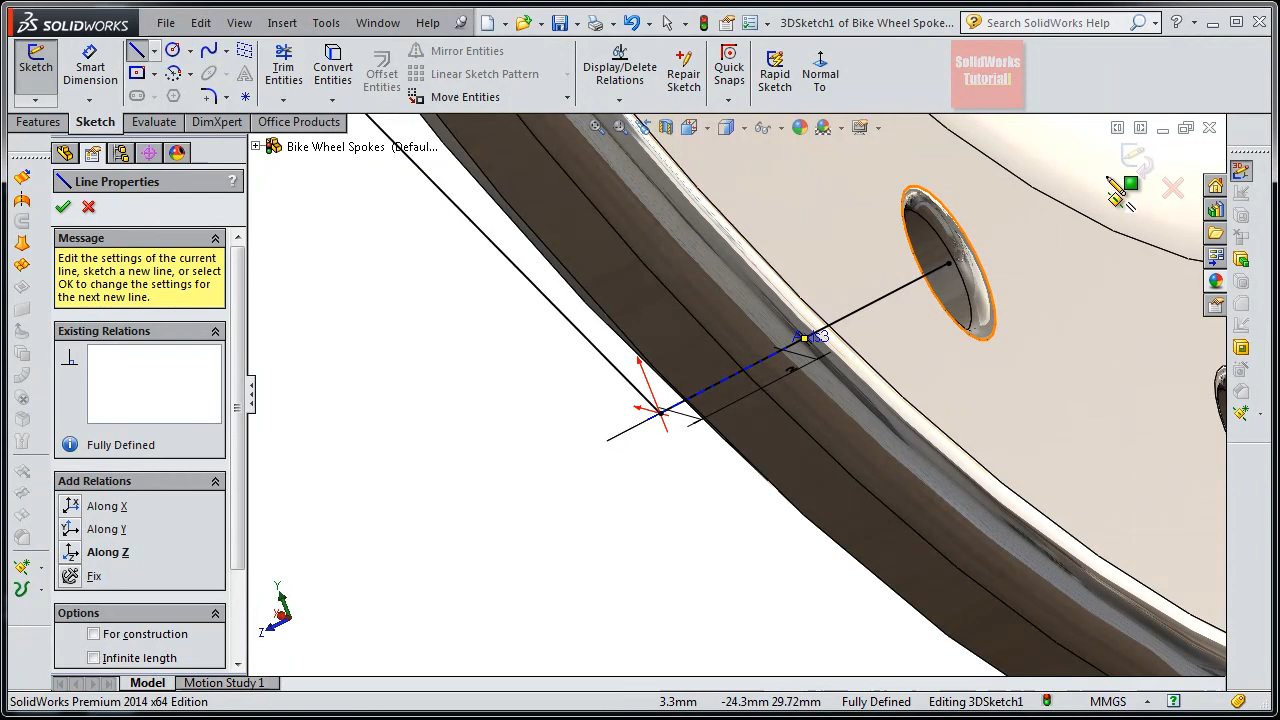 SOLIDWORKS
File Edit View Insert Tools Window Help
3DSketch1 of Bike Wheel Spoke...
Search SolidWorks Help
Sketch
Smart Dimension
Trim Entities
Convert Entities
Offset Entities
Mirror Entities
Linear Sketch Pattern
Move Entities
Display/Delete Relations
Repair Sketch
Quick Snaps
Rapid Sketch
Normal To
SolidWorks
Tutorial!
Features Sketch Evaluate DimXpert Office Products
Bike Wheel Spokes (Defaul...
Line Properties ?
Message
Edit the settings of the current
line, sketch a new line, or select
OK to change the settings for
the next new line.
Existing Relations
Fully Defined
Add Relations
Along X
Along Y
Along Z
Fix
Options
For construction
Infinite length
Y
Z
Model Motion Study 1
SolidWorks Premium 2014 x64 Edition
3.3mm -24.3mm 29.72mm Fully Defined Editing 3DSketch1 MMGS